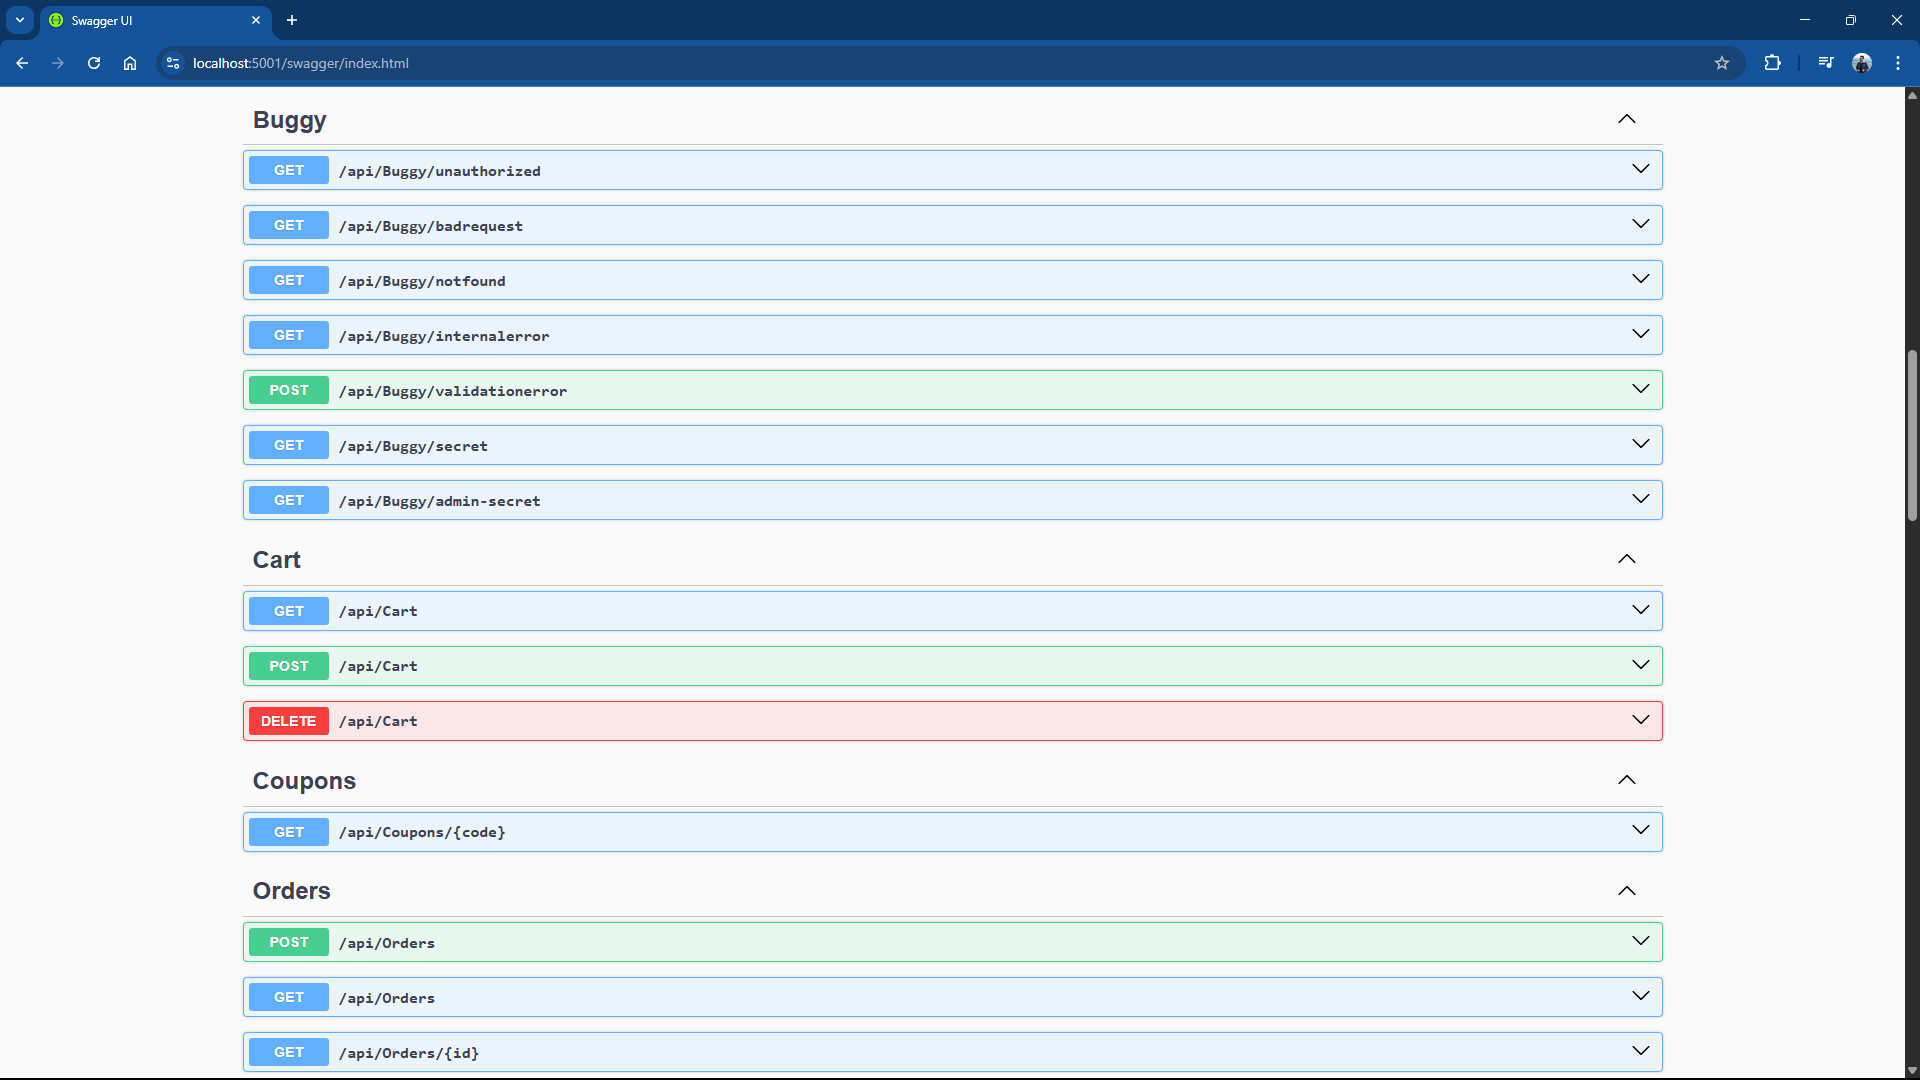 Swagger UI
localhost:5001/swagger/index.html
Buggy
GET /api/Buggy/unauthorized
GET /api/Buggy/badrequest
GET /api/Buggy/notfound
GET /api/Buggy/internalerror
POST /api/Buggy/validationerror
GET /api/Buggy/secret
GET /api/Buggy/admin-secret
Cart
GET /api/Cart
POST /api/Cart
DELETE /api/Cart
Coupons
GET /api/Coupons/{code}
Orders
POST /api/Orders
GET /api/Orders
GET /api/Orders/{id}